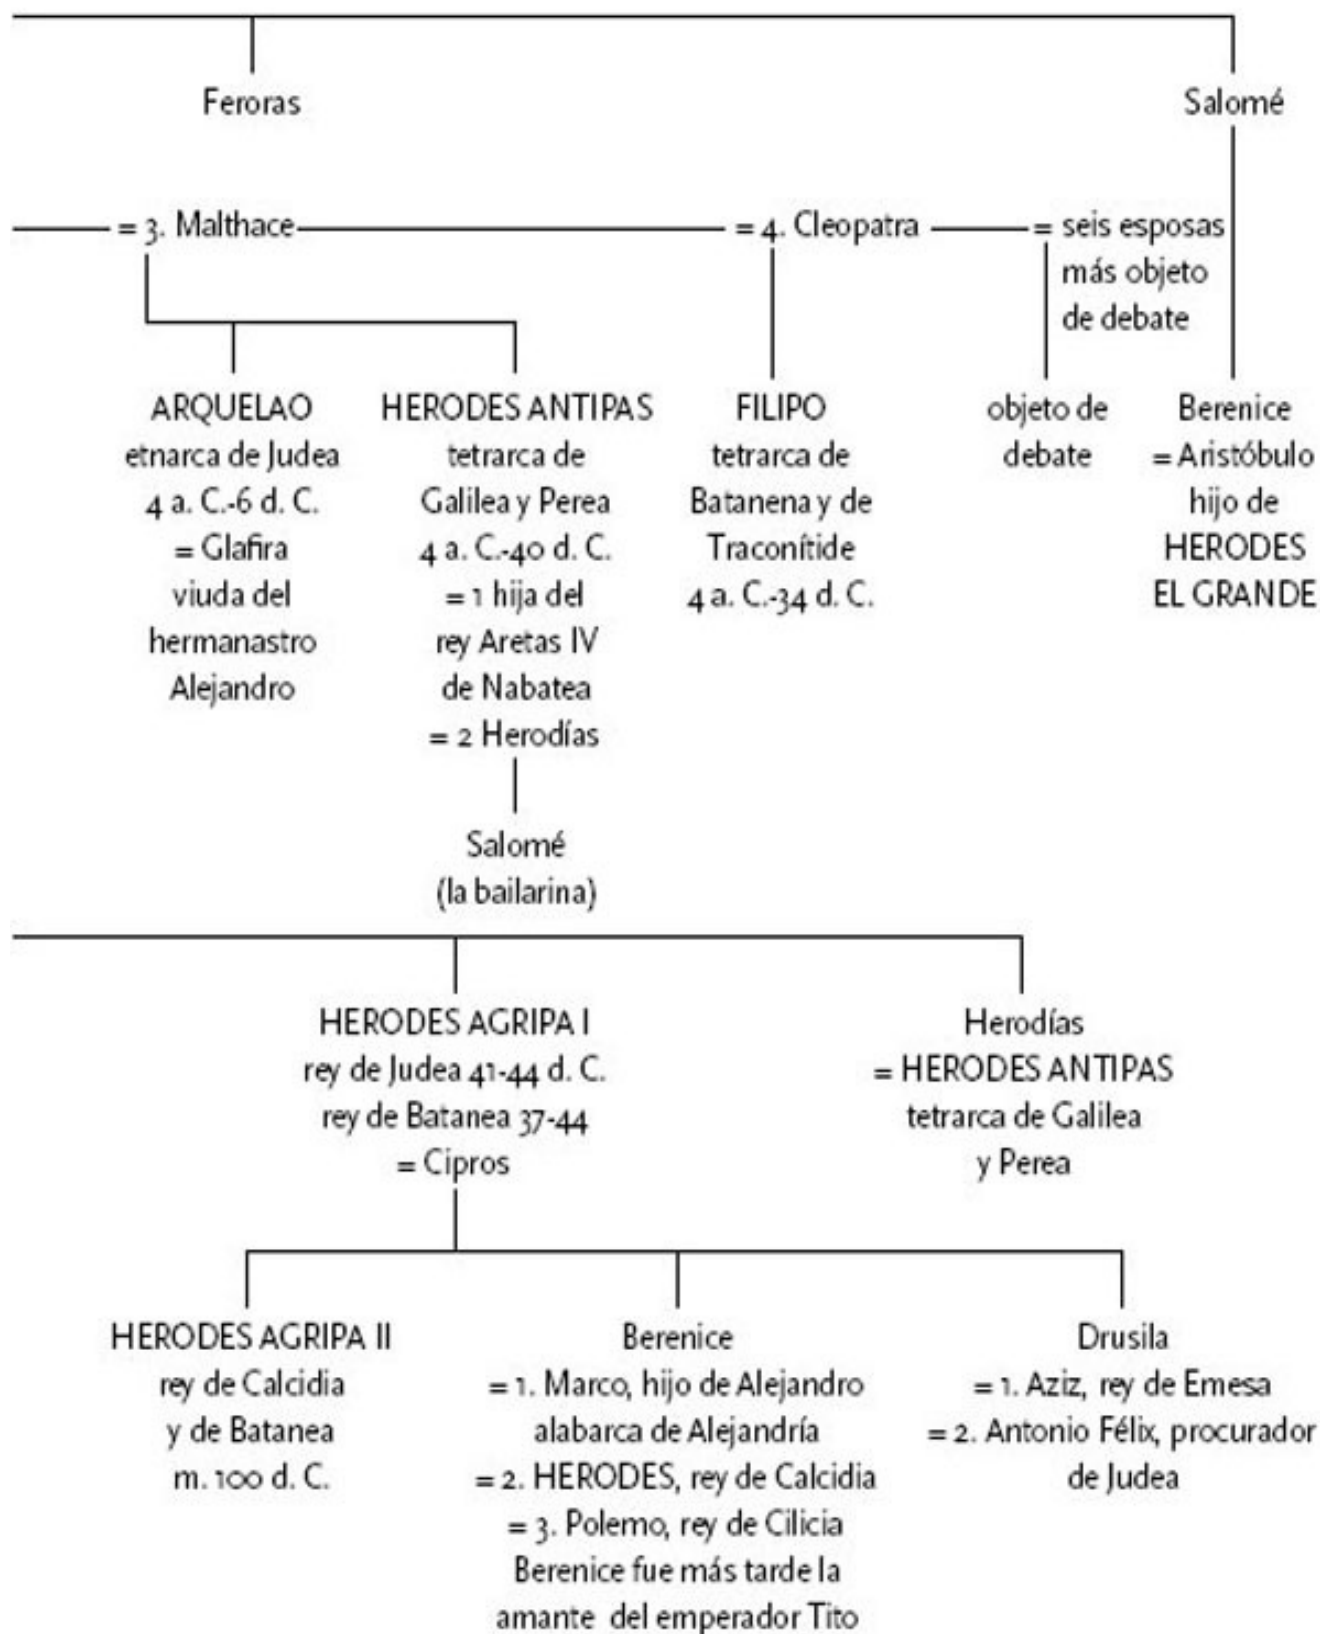 Feroras
Salomé
= 3. Malthace
= 4. Cleopatra
= seis esposas
más objeto
de debate
ARQUELAO
etnarca de Judea
4 a. C.-6 d. C.
= Glafira
viuda del
hermanastro
Alejandro
HERODES ANTIPAS
tetrarca de
Galilea y Perea
4 a. C.-40 d. C.
= 1 hija del
rey Aretas IV
de Nabatea
= 2 Herodías
Salomé
(la bailarina)
FILIPO
tetrarca de
Batanena y de
Traconítide
4 a. C.-34 d. C.
objeto de
debate
Berenice
= Aristóbulo
hijo de
HERODES
EL GRANDE
HERODES AGRIPA I
rey de Judea 41-44 d. C.
rey de Batanea 37-44
= Cipros
Herodías
= HERODES ANTIPAS
tetrarca de Galilea
y Perea
HERODES AGRIPA II
rey de Calcidia
y de Batanea
m. 100 d. C.
Berenice
= 1. Marco, hijo de Alejandro
alabarca de Alejandría
= 2. HERODES, rey de Calcidia
= 3. Polemo, rey de Cilicia
Berenice fue más tarde la
amante del emperador Tito
Drusila
= 1. Aziz, rey de Emesa
= 2. Antonio Félix, procurador
de Judea